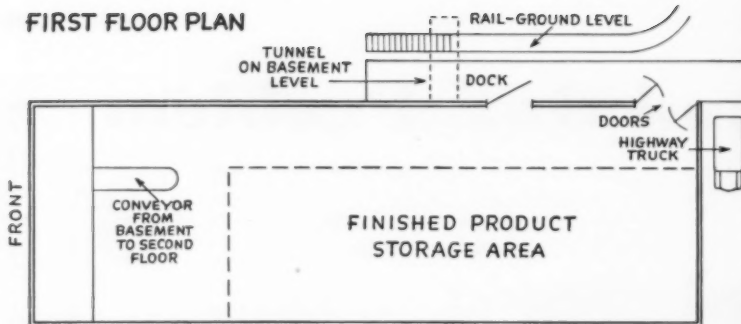 FIRST FLOOR PLAN
RAIL-GROUND LEVEL
TUNNEL
ON BASEMENT
LEVEL
DOCK
DOORS
HIGHWAY
TRUCK
FRONT
CONVEYOR
FROM
BASEMENT
TO SECOND
FLOOR
FINISHED PRODUCT
STORAGE AREA